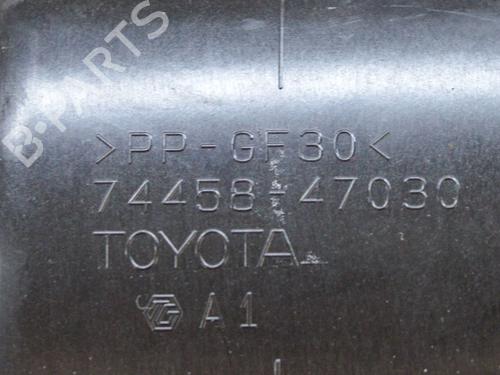 B-PARTS
>PP-GF30<
74458-47030
TOYOTA
A1